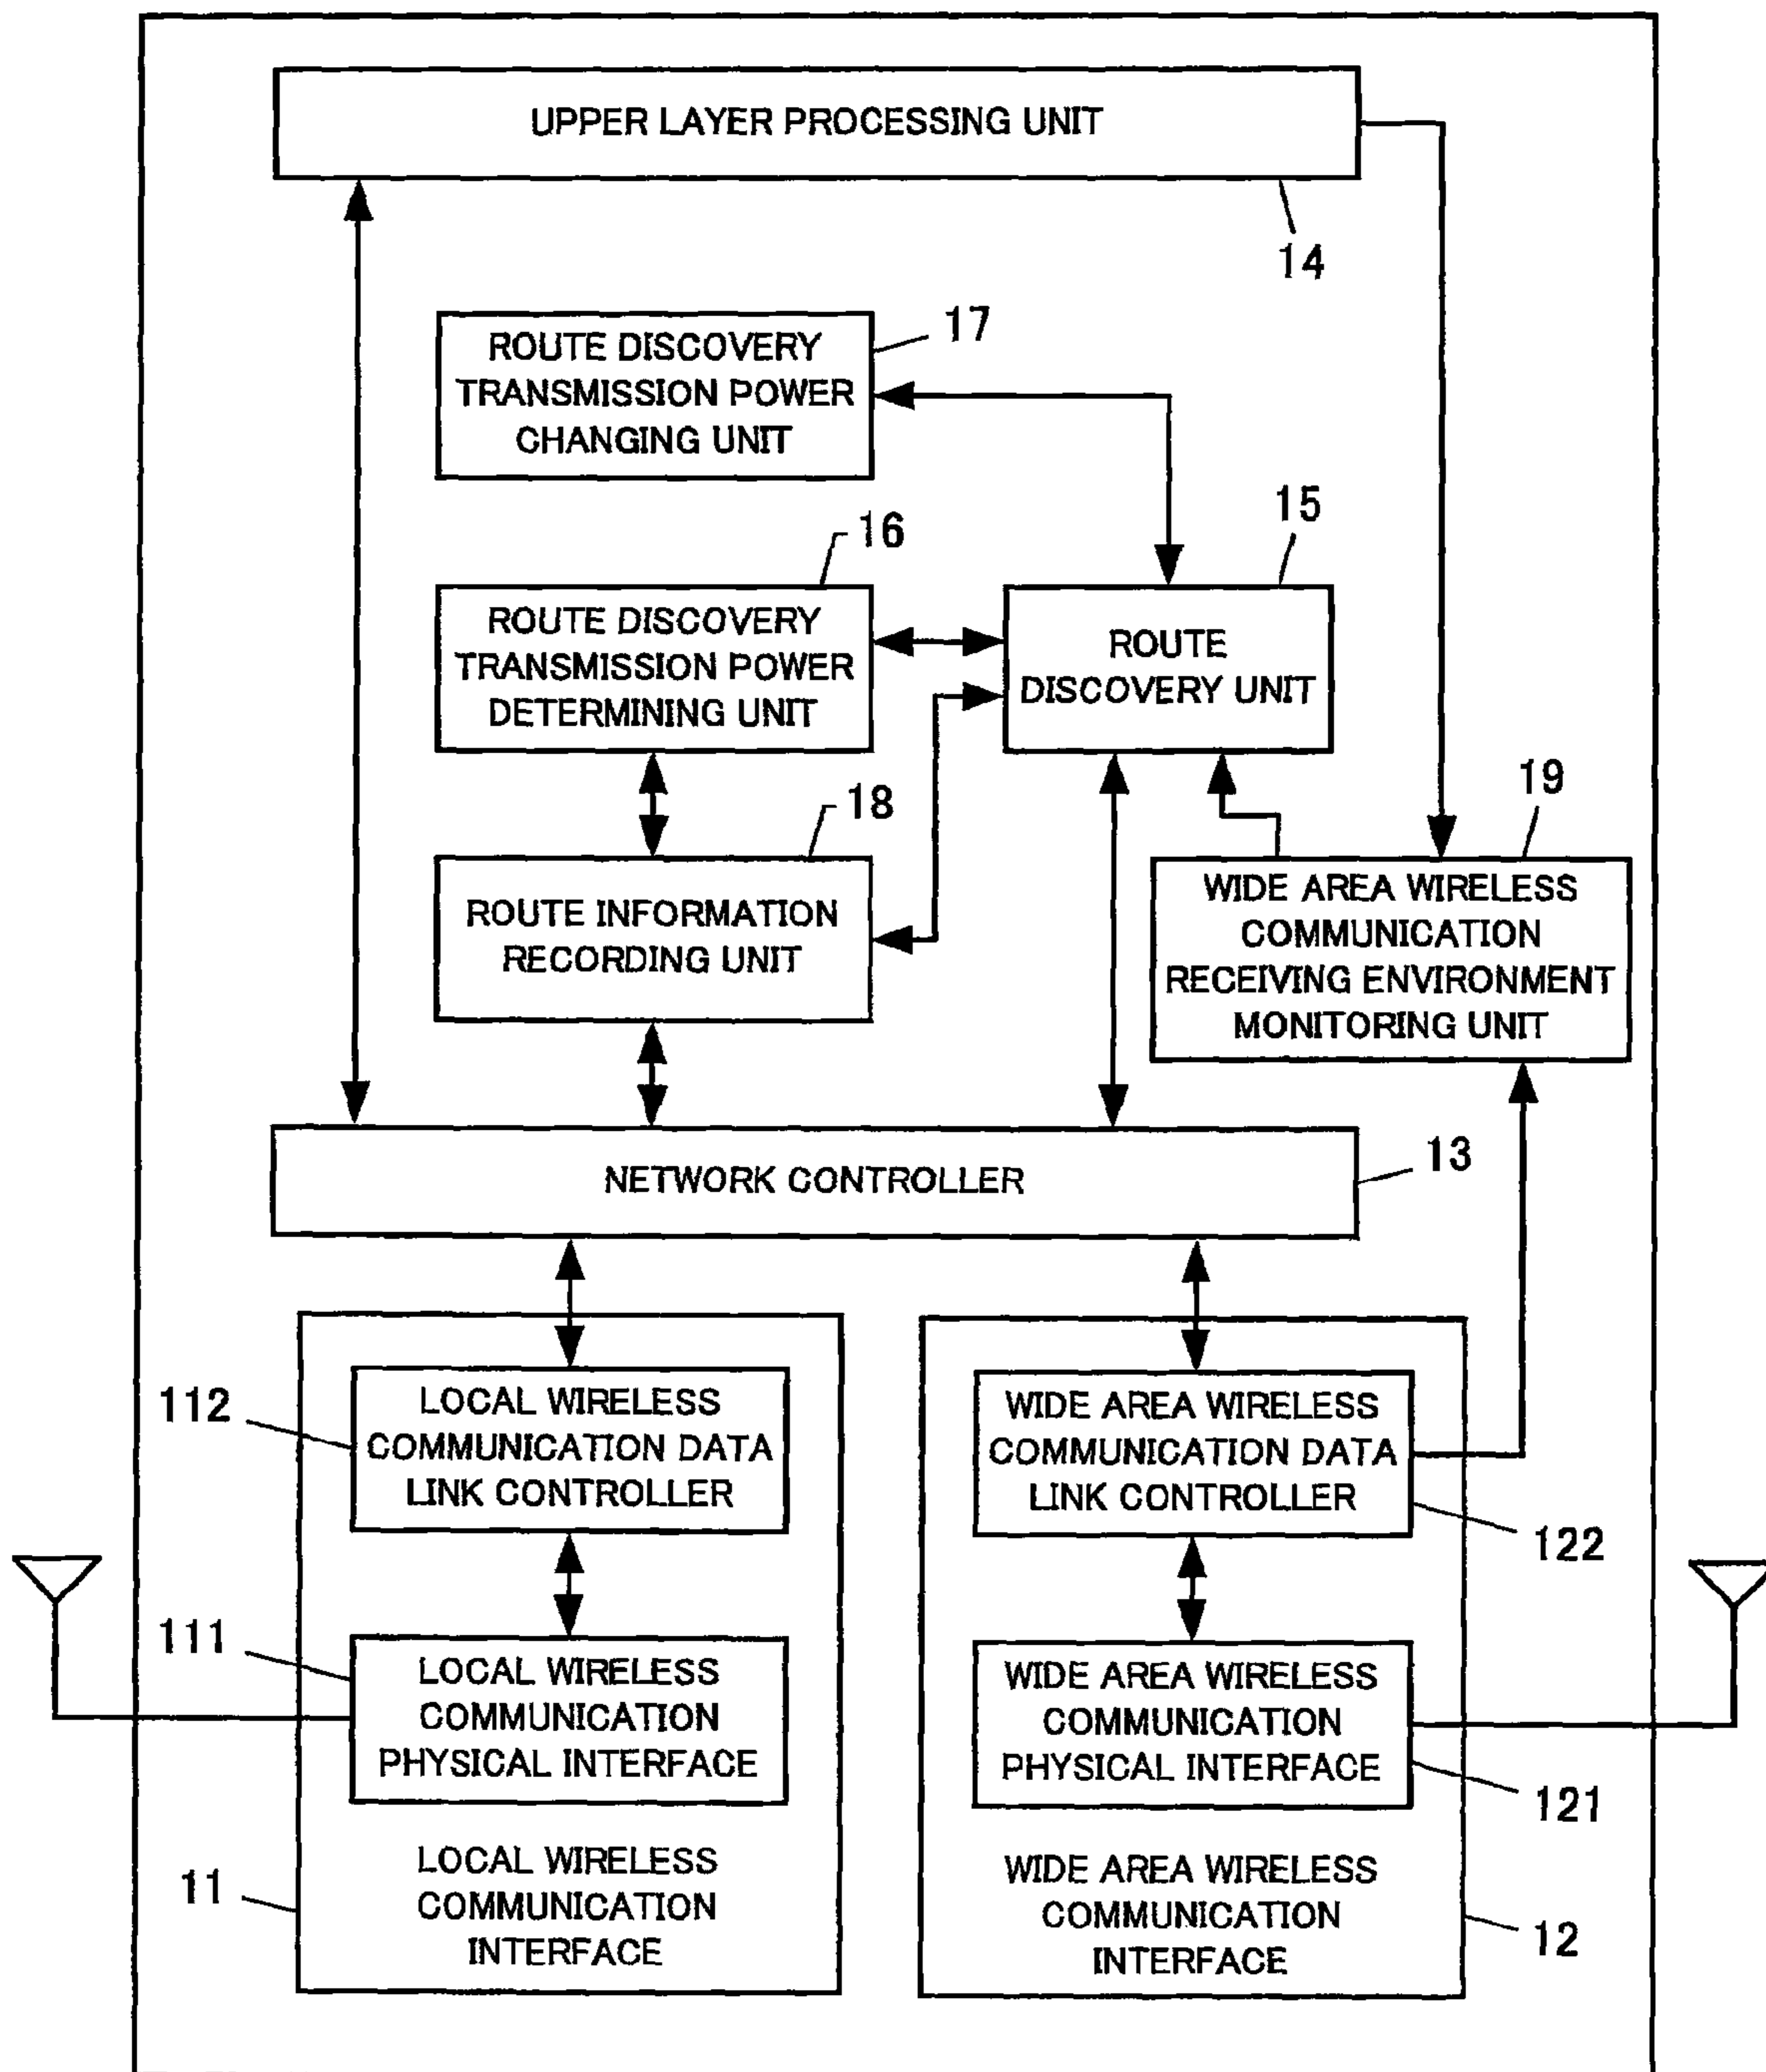 UPPER LAYER PROCESSING UNIT
14
17
ROUTE DISCOVERY
TRANSMISSION POWER
CHANGING UNIT
16
15
ROUTE DISCOVERY
TRANSMISSION POWER
DETERMINING UNIT
ROUTE
DISCOVERY UNIT
18
19
ROUTE INFORMATION
RECORDING UNIT
WIDE AREA WIRELESS
COMMUNICATION
RECEIVING ENVIRONMENT
MONITORING UNIT
NETWORK CONTROLLER
13
112
LOCAL WIRELESS
COMMUNICATION DATA
LINK CONTROLLER
WIDE AREA WIRELESS
COMMUNICATION DATA
LINK CONTROLLER
122
111
LOCAL WIRELESS
COMMUNICATION
PHYSICAL INTERFACE
WIDE AREA WIRELESS
COMMUNICATION
PHYSICAL INTERFACE
121
11
LOCAL WIRELESS
COMMUNICATION
INTERFACE
WIDE AREA WIRELESS
COMMUNICATION
INTERFACE
12